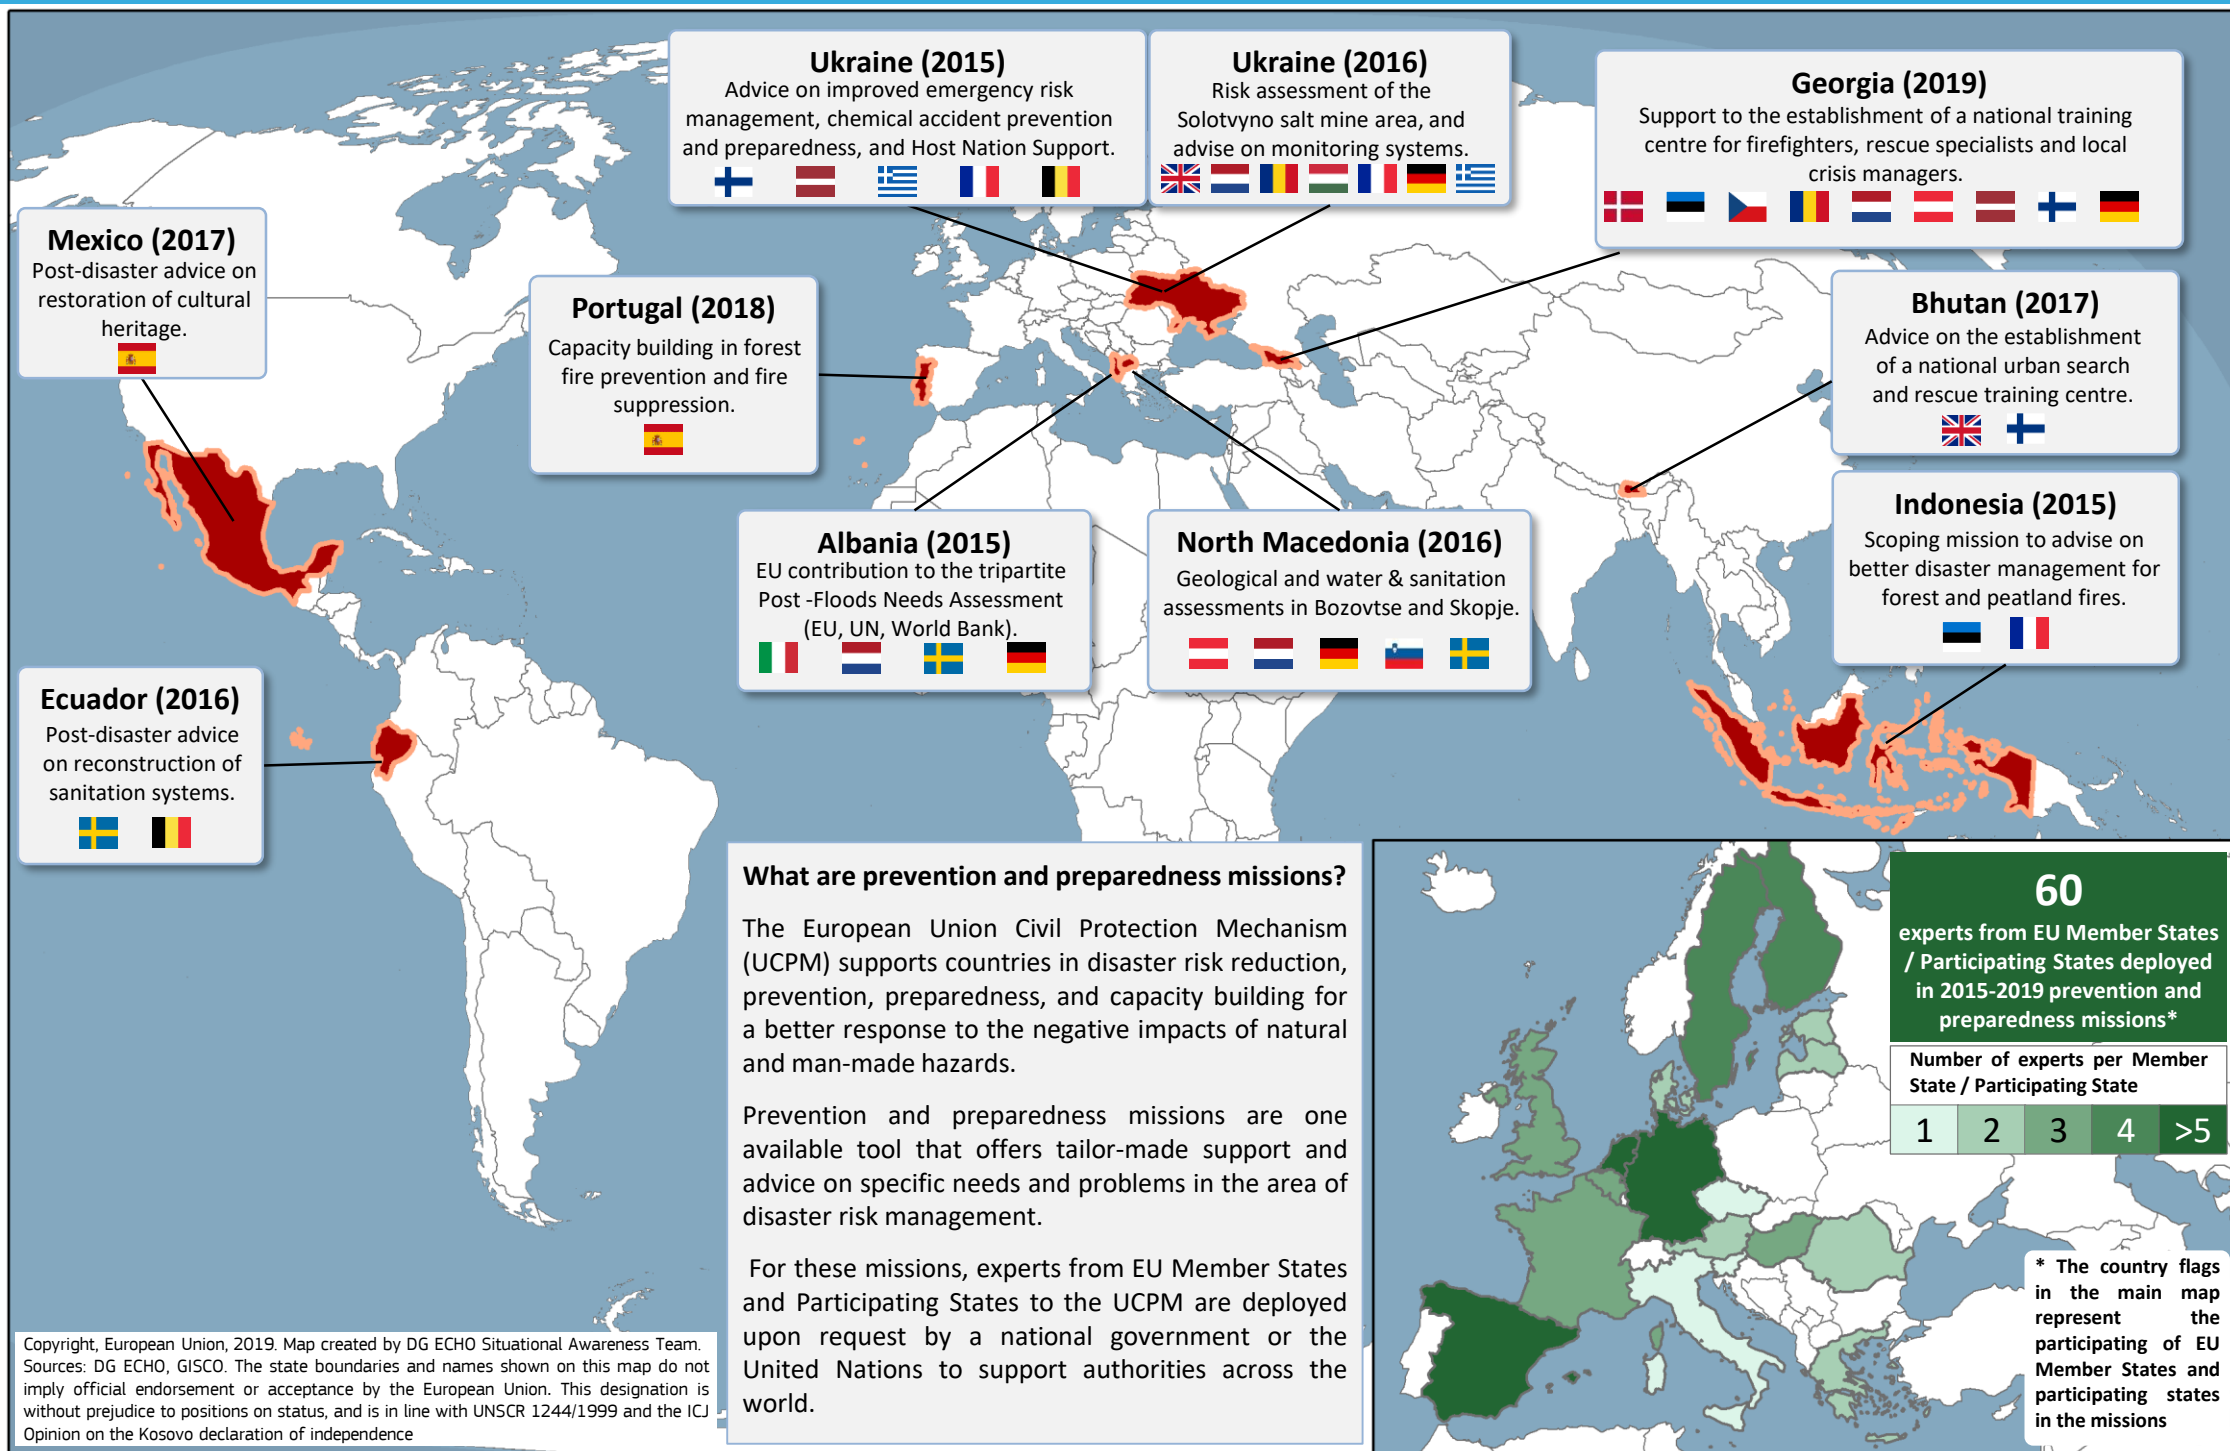 Ukraine (2015)
Advice on improved emergency risk
management, chemical accident prevention
and preparedness, and Host Nation Support.
Ukraine (2016)
Risk assessment of the
Solotvyno salt mine area, and
advise on monitoring systems.
Georgia (2019)
Support to the establishment of a national training
centre for firefighters, rescue specialists and local
crisis managers.
Mexico (2017)
Post-disaster advice on
restoration of cultural
heritage.
Portugal (2018)
Capacity building in forest
fire prevention and fire
suppression.
Bhutan (2017)
Advice on the establishment
of a national urban search
and rescue training centre.
Albania (2015)
EU contribution to the tripartite
Post -Floods Needs Assessment
(EU, UN, World Bank).
North Macedonia (2016)
Geological and water & sanitation
assessments in Bozovtse and Skopje.
Indonesia (2015)
Scoping mission to advise on
better disaster management for
forest and peatland fires.
Ecuador (2016)
Post-disaster advice
on reconstruction of
sanitation systems.
What are prevention and preparedness missions?
The European Union Civil Protection Mechanism
(UCPM) supports countries in disaster risk reduction,
prevention, preparedness, and capacity building for
a better response to the negative impacts of natural
and man-made hazards.
Prevention and preparedness missions are one
available tool that offers tailor-made support and
advice on specific needs and problems in the area of
disaster risk management.
For these missions, experts from EU Member States
and Participating States to the UCPM are deployed
upon request by a national government or the
United Nations to support authorities across the
world.
60
experts from EU Member States
/ Participating States deployed
in 2015-2019 prevention and
preparedness missions*
Number of experts per Member
State / Participating State
1 2 3 4 >5
* The country flags
in the main map
represent the
participating of EU
Member States and
participating states
in the missions
Copyright, European Union, 2019. Map created by DG ECHO Situational Awareness Team.
Sources: DG ECHO, GISCO. The state boundaries and names shown on this map do not
imply official endorsement or acceptance by the European Union. This designation is
without prejudice to positions on status, and is in line with UNSCR 1244/1999 and the ICJ
Opinion on the Kosovo declaration of independence